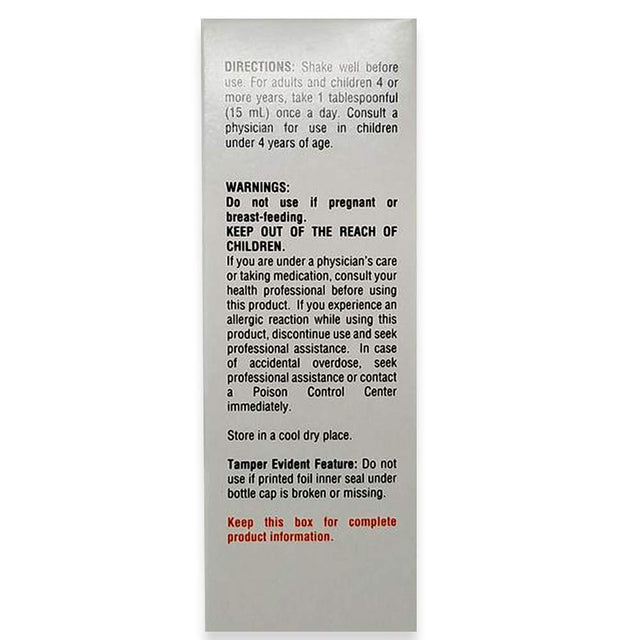 DIRECTIONS: Shake well before
use. For adults and children 4 or
more years, take 1 tablespoonful
(15 mL) once a day. Consult a
physician for use in children
under 4 years of age.
WARNINGS:
Do not use if pregnant or
breast-feeding.
KEEP OUT OF THE REACH OF
CHILDREN.
If you are under a physician's care
or taking medication, consult your
health professional before using
this product. If you experience an
allergic reaction while using this
product, discontinue use and seek
professional assistance. In case
of accidental overdose, seek
professional assistance or contact
a Poison Control Center
immediately.
Store in a cool dry place.
Tamper Evident Feature: Do not
use if printed foil inner seal under
bottle cap is broken or missing.
Keep this box for complete
product information.